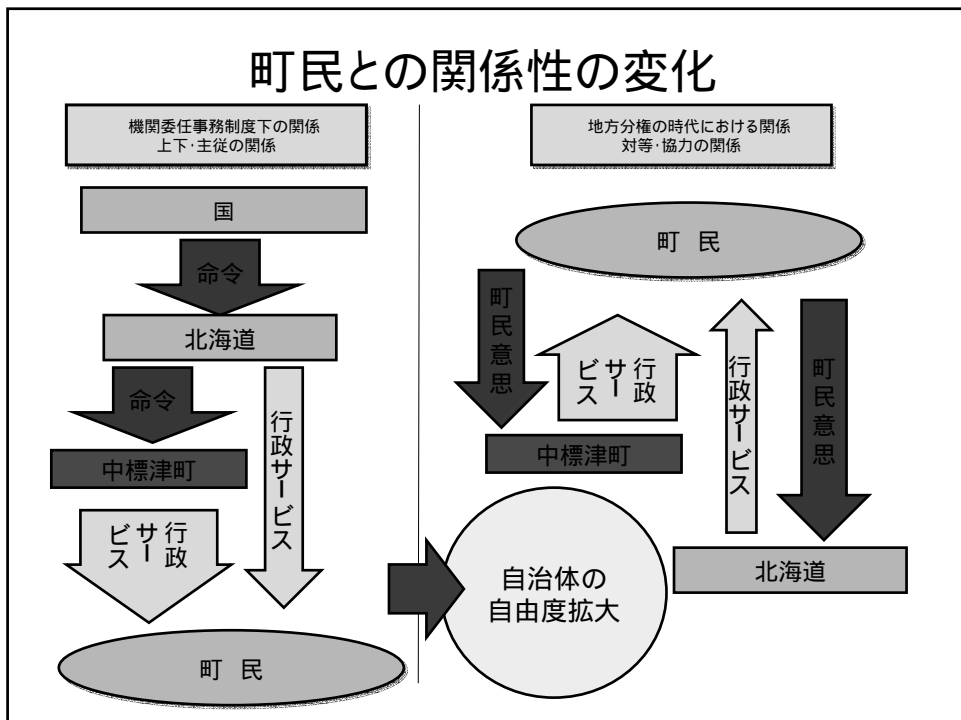 町民との関係性の変化
機関委任事務制度下の関係
上下･主従の関係
国
命令
北海道
命令
行政サービス
中標津町
行政
サー
ビス
町 民
地方分権の時代における関係
対等･協力の関係
町 民
町民意思
行政
サー
ビス
行政サービス
町民意思
中標津町
北海道
自治体の
自由度拡大